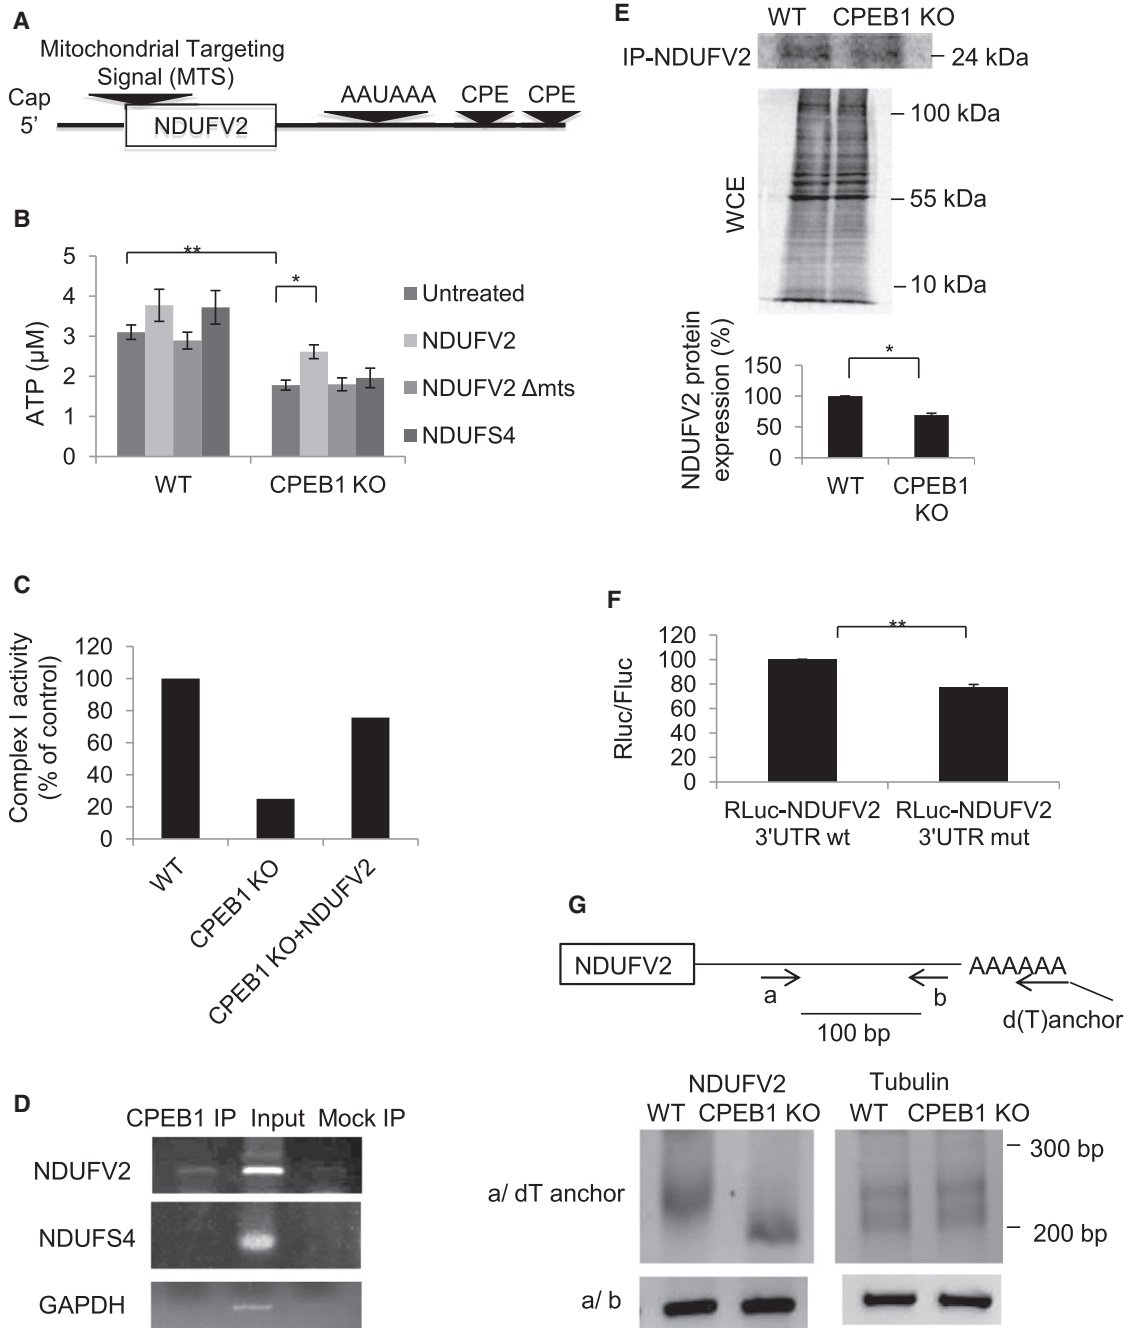 A
Mitochondrial Targeting
Signal (MTS)
Cap
5'
NDUFV2
AAUAAA
CPE
CPE
B
ATP (µM)
5
4
3
2
1
0
**
*
WT
CPEB1 KO
Untreated
NDUFV2
NDUFV2 Δmts
NDUFS4
C
Complex I activity
(% of control)
120
100
80
60
40
20
0
WT
CPEB1 KO
CPEB1 KO+NDUFV2
D
CPEB1 IP Input Mock IP
NDUFV2
NDUFS4
GAPDH
E
WT CPEB1 KO
IP-NDUFV2
24 kDa
WCE
100 kDa
55 kDa
10 kDa
NDUFV2 protein
expression (%)
150
100
50
0
*
WT
CPEB1
KO
F
Rluc/Fluc
120
100
80
60
40
20
0
**
RLuc-NDUFV2
3'UTR wt
RLuc-NDUFV2
3'UTR mut
G
NDUFV2
AAAAAA
a
b
d(T)anchor
100 bp
NDUFV2
WT CPEB1 KO
Tubulin
WT CPEB1 KO
a/ dT anchor
300 bp
200 bp
a/ b